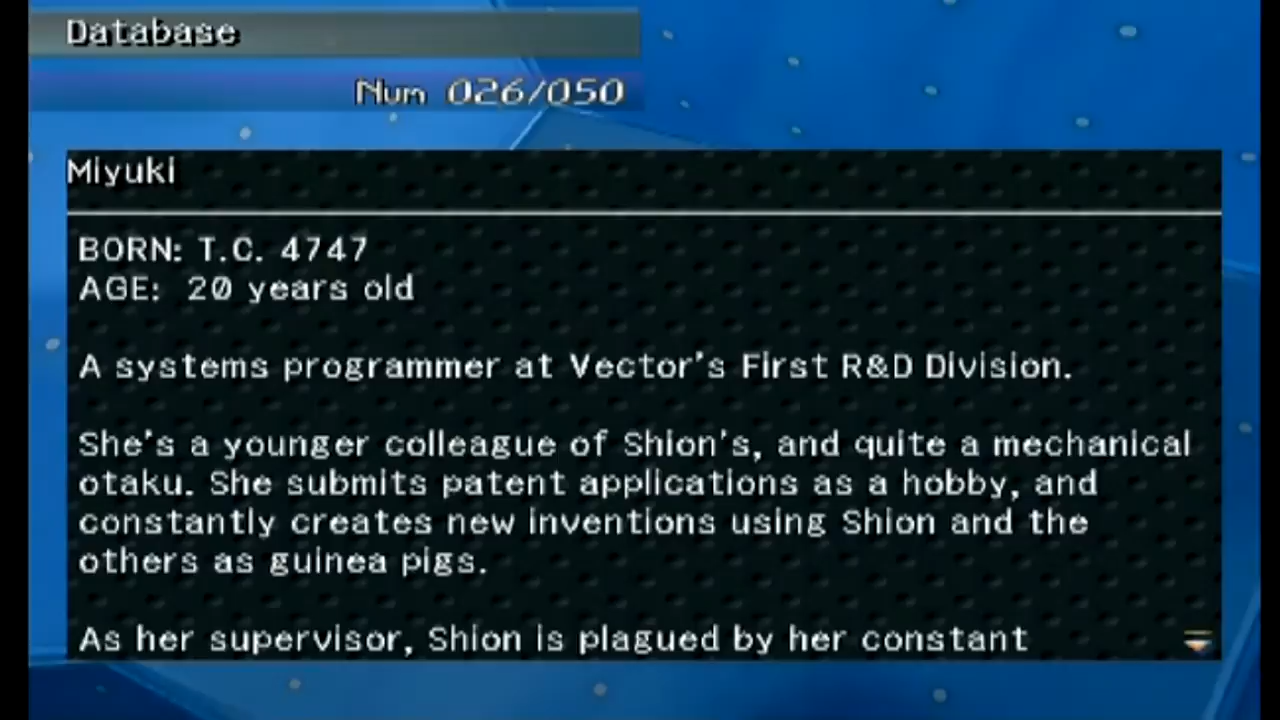 Database
Num 026/050
Miyuki
BORN: T.C. 4747
AGE: 20 years old
A systems programmer at Vector's First R&D Division.
She's a younger colleague of Shion's, and quite a mechanical
otaku. She submits patent applications as a hobby, and
constantly creates new inventions using Shion and the
others as guinea pigs.
As her supervisor, Shion is plagued by her constant